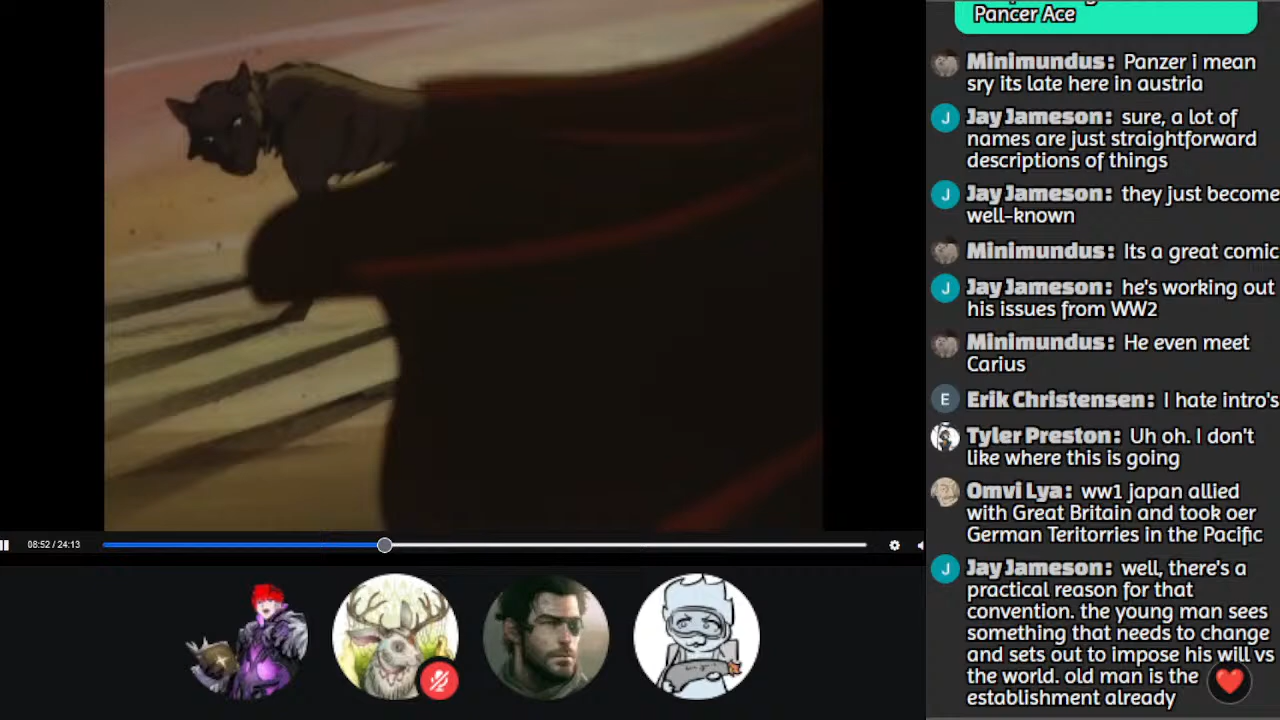 Pancer Ace
Minimundus: Panzer i mean
sry its late here in austria
Jay Jameson: sure, a lot of
names are just straightforward
descriptions of things
Jay Jameson: they just become
well-known
Minimundus: Its a great comic
Jay Jameson: he's working out
his issues from WW2
Minimundus: He even meet
Carius
Erik Christensen: I hate intro's
Tyler Preston: Uh oh. I don't
like where this is going
Omvi Lya: ww1 japan allied
with Great Britain and took oer
German Teritorries in the Pacific
Jay Jameson: well, there's a
practical reason for that
convention. the young man sees
something that needs to change
and sets out to impose his will vs
the world. old man is the
establishment already
08:52 / 24:13
J
J
J
E
J